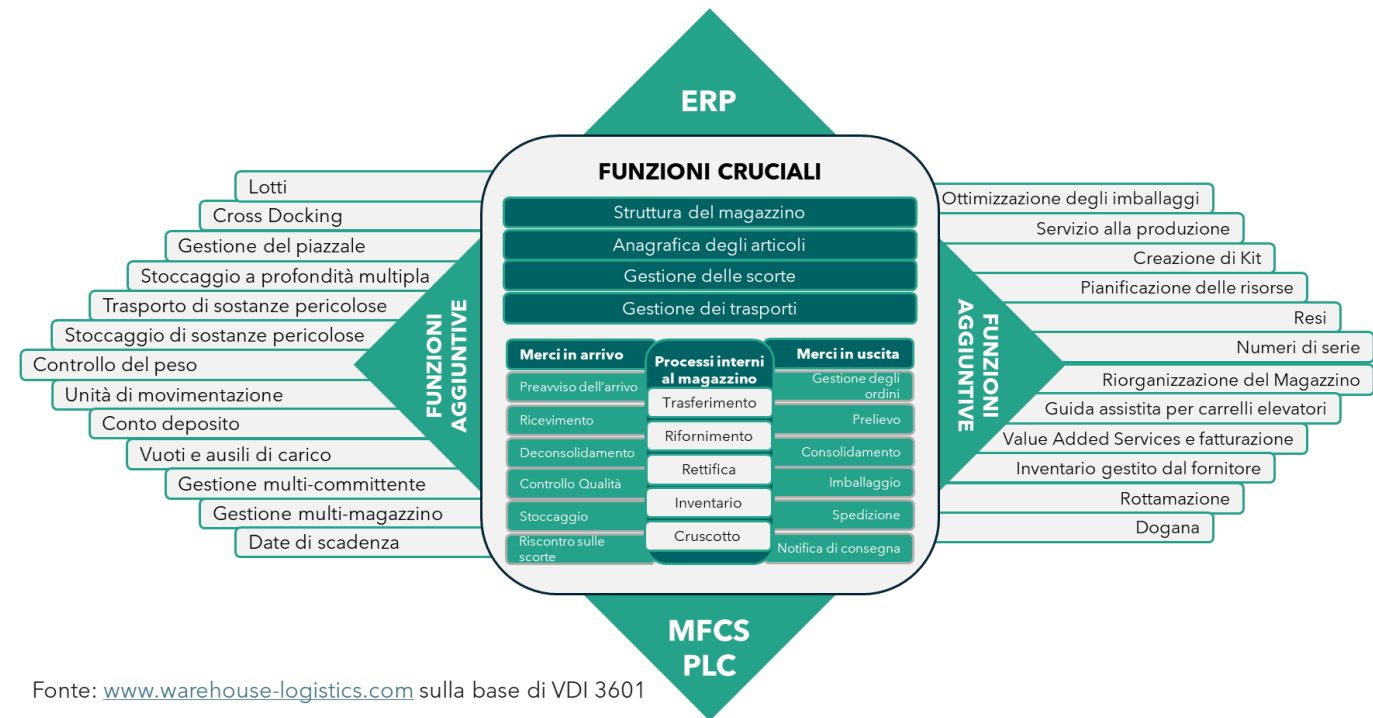 ERP
FUNZIONI CRUCIALI
Struttura del magazzino
Anagrafica degli articoli
Gestione delle scorte
Gestione dei trasporti
Merci in arrivo
Preavviso dell'arrivo
Ricevimento
Deconsolidamento
Controllo Qualità
Stoccaggio
Riscontro sulle
scorte
Processi interni
al magazzino
Trasferimento
Rifornimento
Rettifica
Inventario
Cruscotto
Merci in uscita
Gestione degli
ordini
Prelievo
Consolidamento
Imballaggio
Spedizione
Notifica di consegna
FUNZIONI
AGGIUNTIVE
Lotti
Cross Docking
Gestione del piazzale
Stoccaggio a profondità multipla
Trasporto di sostanze pericolose
Stoccaggio di sostanze pericolose
Controllo del peso
Unità di movimentazione
Conto deposito
Vuoti e ausili di carico
Gestione multi-committente
Gestione multi-magazzino
Date di scadenza
FUNZIONI
AGGIUNTIVE
Ottimizzazione degli imballaggi
Servizio alla produzione
Creazione di Kit
Pianificazione delle risorse
Resi
Numeri di serie
Riorganizzazione del Magazzino
Guida assistita per carrelli elevatori
Value Added Services e fatturazione
Inventario gestito dal fornitore
Rottamazione
Dogana
MFCS
PLC
Fonte: www.warehouse-logistics.com sulla base di VDI 3601